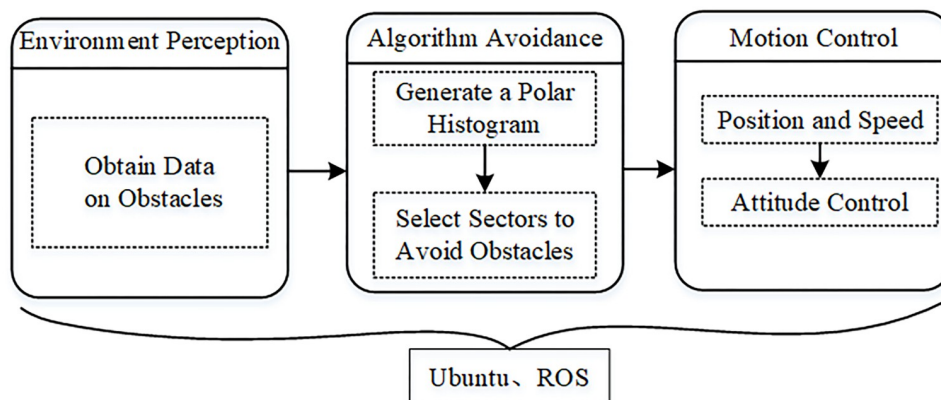 Environment Perception
Obtain Data
on Obstacles
Algorithm Avoidance
Generate a Polar
Histogram
Select Sectors to
Avoid Obstacles
Motion Control
Position and Speed
Attitude Control
Ubuntu、ROS